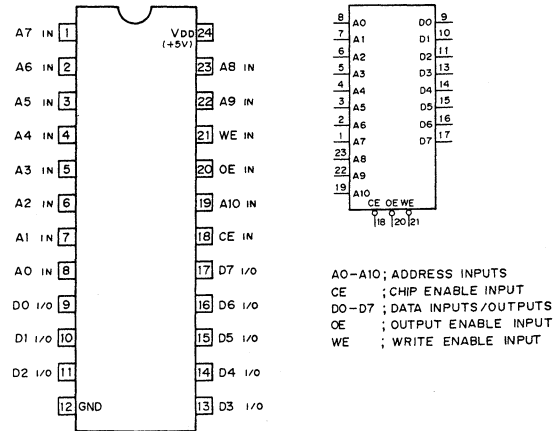 A7 IN 1
A6 IN 2
A5 IN 3
A4 IN 4
A3 IN 5
A2 IN 6
A1 IN 7
A0 IN 8
D0 I/O 9
D1 I/O 10
D2 I/O 11
12 GND
VDD 24
(+5V)
23 A8 IN
22 A9 IN
21 WE IN
20 OE IN
19 A10 IN
18 CE IN
17 D7 I/O
16 D6 I/O
15 D5 I/O
14 D4 I/O
13 D3 I/O
8 A0 D0 9
7 A1 D1 10
6 A2 D2 11
5 A3 D3 13
4 A4 D4 14
3 A5 D5 15
2 A6 D6 16
1 A7 D7 17
23 A8
22 A9
19 A10
CE OE WE
18 20 21
A0-A10; ADDRESS INPUTS
CE ; CHIP ENABLE INPUT
D0-D7 ; DATA INPUTS/OUTPUTS
OE ; OUTPUT ENABLE INPUT
WE ; WRITE ENABLE INPUT